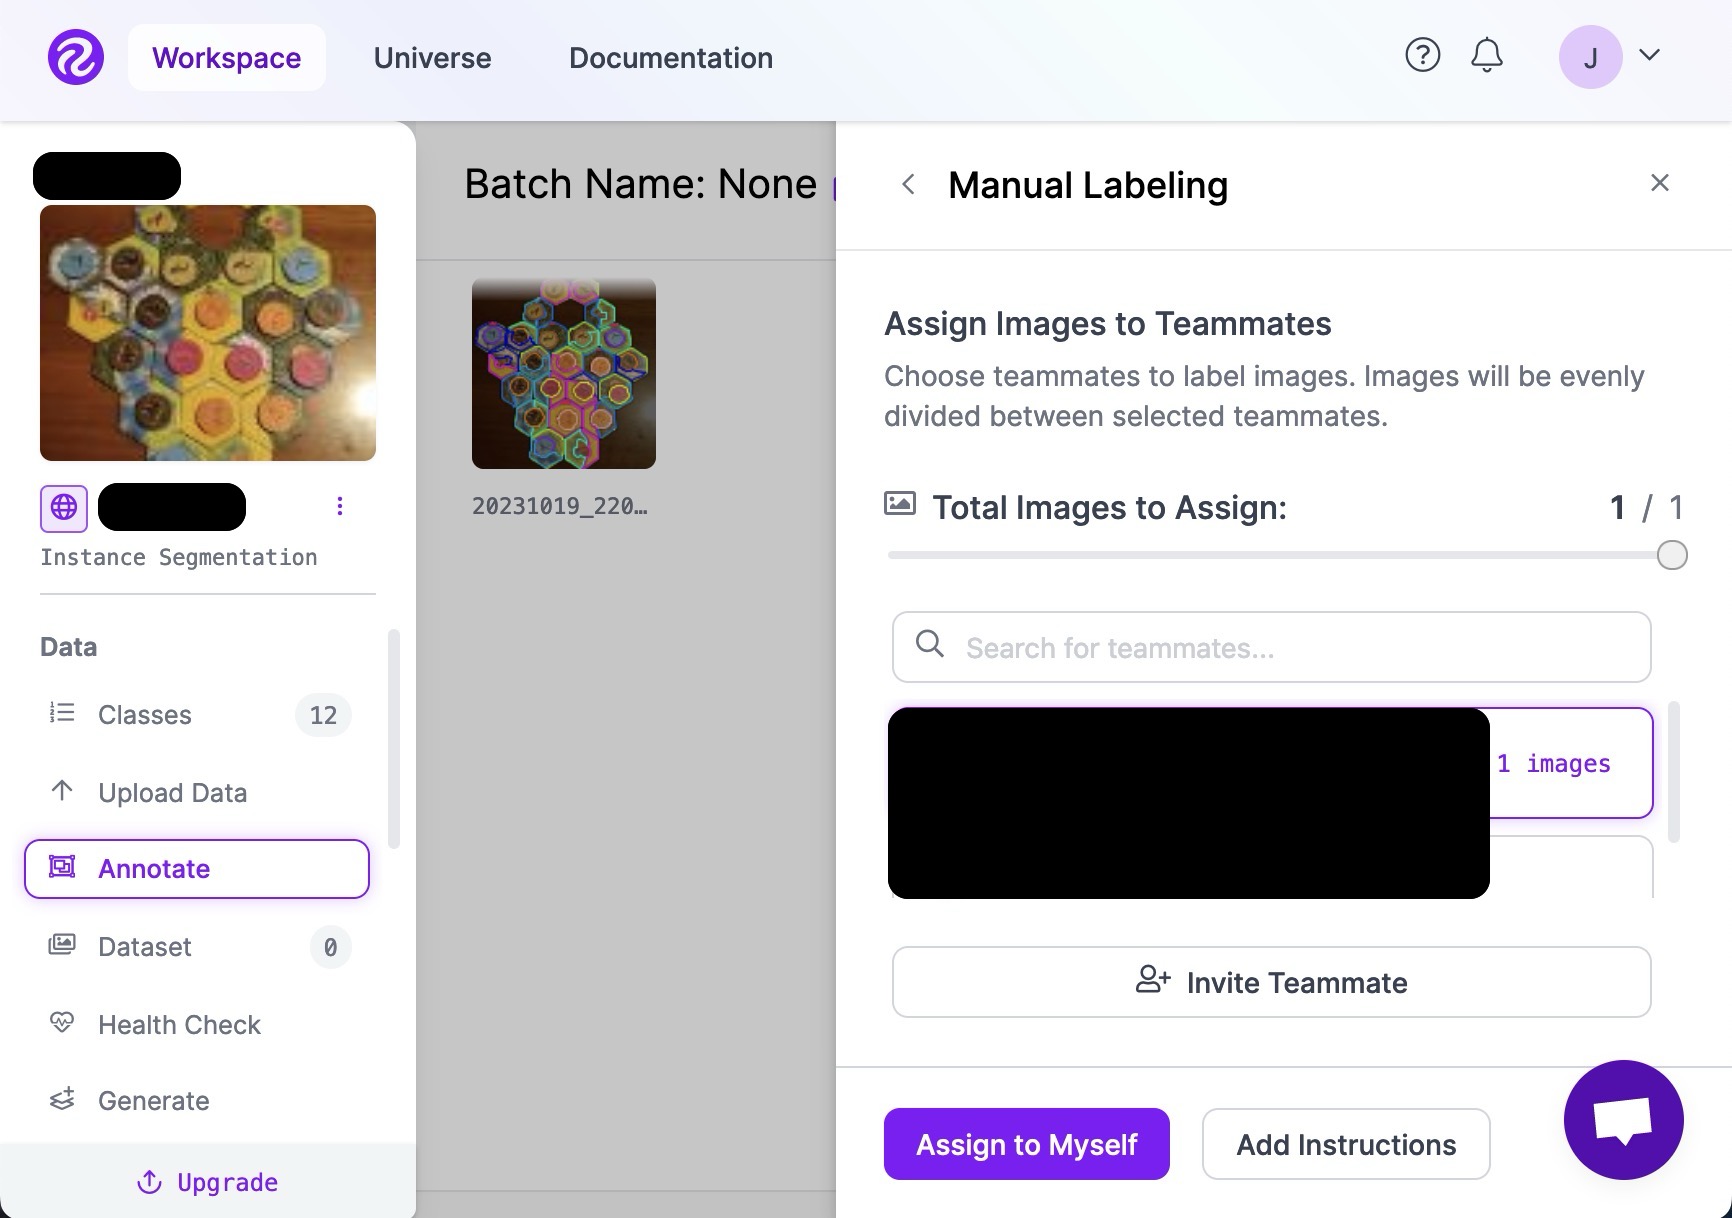 Workspace
Universe
Documentation
J
Instance Segmentation
Data
Classes
12
Upload Data
Annotate
Dataset
0
Health Check
Generate
Upgrade
Batch Name: None
20231019_220...
Manual Labeling
Assign Images to Teammates
Choose teammates to label images. Images will be evenly
divided between selected teammates.
Total Images to Assign:
1 / 1
Search for teammates...
1 images
Invite Teammate
Assign to Myself
Add Instructions